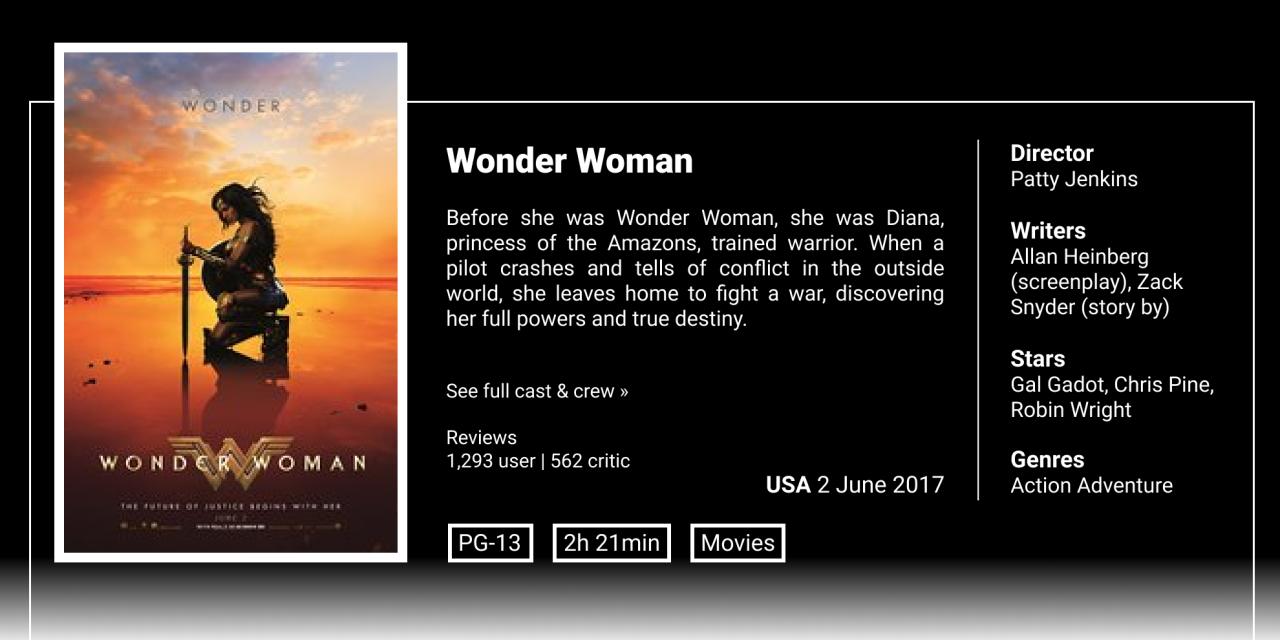 WONDER
WONDER WOMAN
THE FUTURE OF JUSTICE BEGINS WITH HER
JUNE 2
Wonder Woman
Before she was Wonder Woman, she was Diana,
princess of the Amazons, trained warrior. When a
pilot crashes and tells of conflict in the outside
world, she leaves home to fight a war, discovering
her full powers and true destiny.
See full cast & crew »
Reviews
1,293 user | 562 critic
USA 2 June 2017
PG-13
2h 21min
Movies
Director
Patty Jenkins
Writers
Allan Heinberg
(screenplay), Zack
Snyder (story by)
Stars
Gal Gadot, Chris Pine,
Robin Wright
Genres
Action Adventure